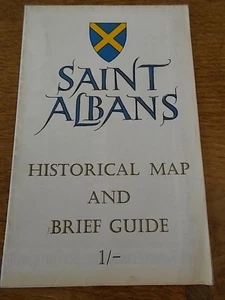 SAINT
ALBANS
HISTORICAL MAP
AND
BRIEF GUIDE
1/-